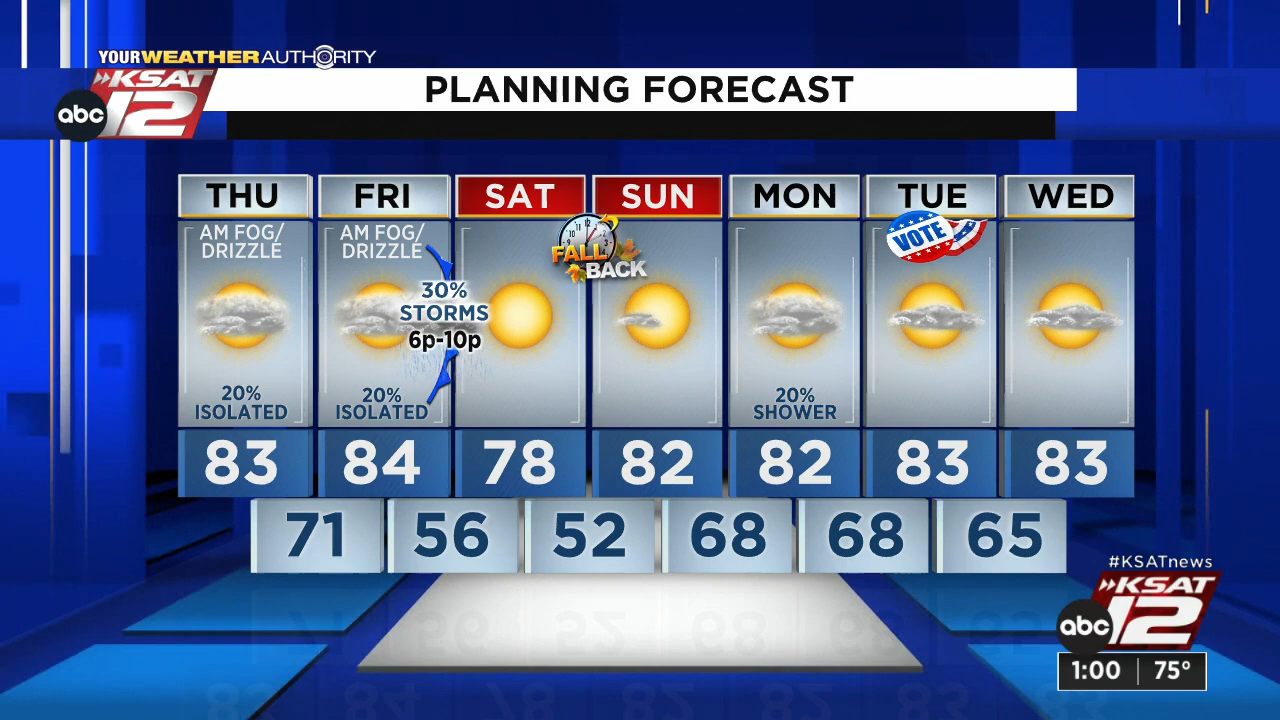 YOURWEATHERAUTHORITY
KSAT
abc 12
PLANNING FORECAST
THU FRI SAT SUN MON TUE WED
AM FOG/
DRIZZLE
AM FOG/
DRIZZLE
FALL
BACK
VOTE
30%
STORMS
6p-10p
20%
ISOLATED
20%
ISOLATED
20%
SHOWER
83 84 78 82 82 83 83
71 56 52 68 68 65
#KSATnews
KSAT
abc 12
1:00 75°